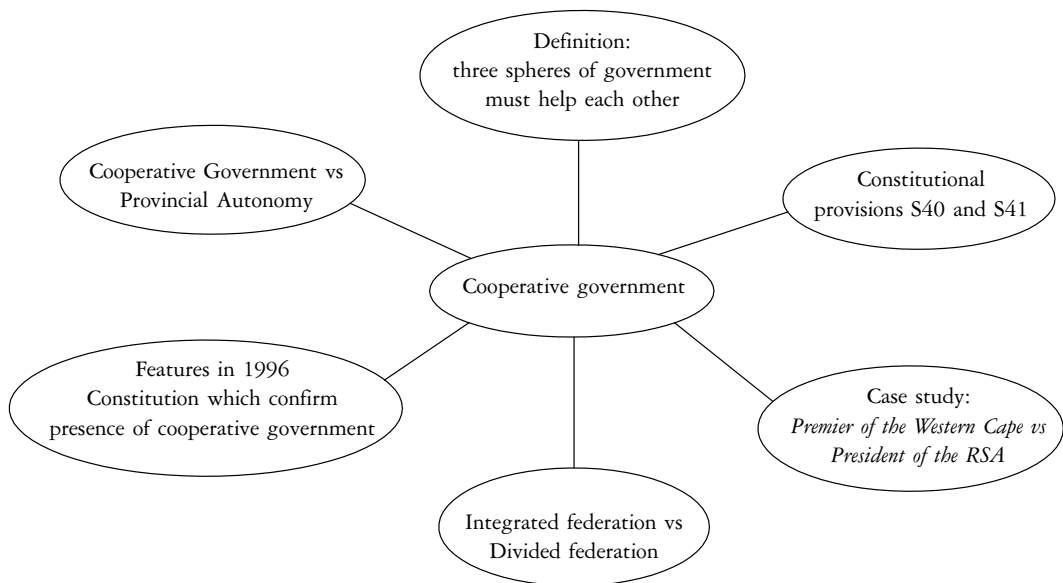 Definition:
three spheres of government
must help each other
Cooperative Government vs
Provincial Autonomy
Constitutional
provisions S40 and S41
Cooperative government
Features in 1996
Constitution which confirm
presence of cooperative government
Case study:
Premier of the Western Cape vs
President of the RSA
Integrated federation vs
Divided federation